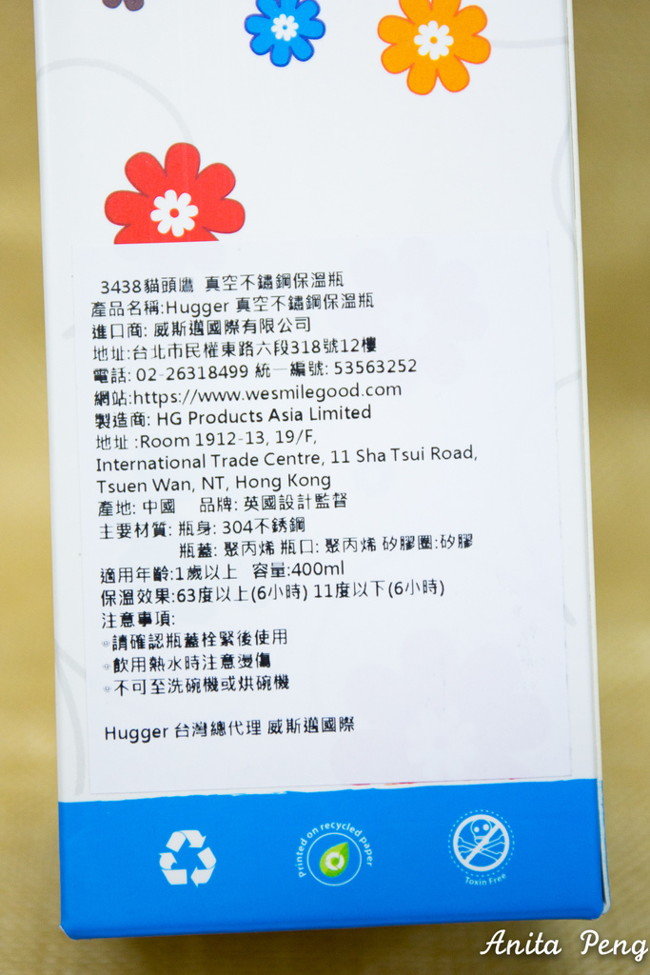 3438貓頭鷹 真空不鏽鋼保溫瓶
產品名稱:Hugger 真空不鏽鋼保溫瓶
進口商: 威斯邁國際有限公司
地址:台北市民權東路六段318號12樓
電話: 02-26318499 統一編號: 53563252
網站:https://www.wesmilegood.com
製造商: HG Products Asia Limited
地址 :Room 1912-13, 19/F,
International Trade Centre, 11 Sha Tsui Road,
Tsuen Wan, NT, Hong Kong
產地: 中國 品牌: 英國設計監督
主要材質: 瓶身: 304不銹鋼
瓶蓋: 聚丙烯 瓶口: 聚丙烯 矽膠圈:矽膠
適用年齡:1歲以上 容量:400ml
保溫效果:63度以上(6小時) 11度以下(6小時)
注意事項:
◎請確認瓶蓋栓緊後使用
◎飲用熱水時注意燙傷
◎不可至洗碗機或烘碗機
Hugger 台灣總代理 威斯邁國際
Printed on recycled paper
Toxin Free
Anita Peng